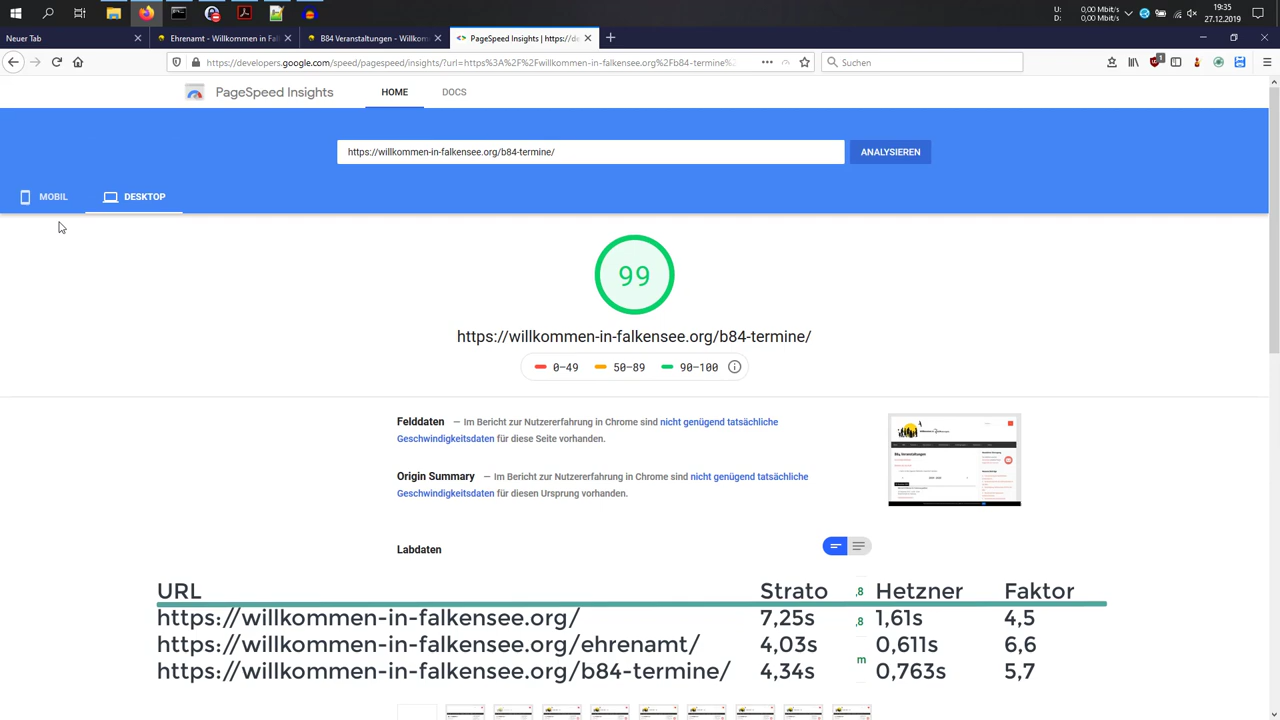 U: 0,00 Mbit/s
D: 0,00 Mbit/s
19:35
27.12.2019
Neuer Tab
Ehrenamt - Willkommen in Fal
B84 Veranstaltungen - Willkomm
PageSpeed Insights | https://de
https://developers.google.com/speed/pagespeed/insights/?url=https%3A%2F%2Fwillkommen-in-falkensee.org%2Fb84-termine%2
Suchen
PageSpeed Insights
HOME
DOCS
https://willkommen-in-falkensee.org/b84-termine/
ANALYSIEREN
MOBIL
DESKTOP
99
https://willkommen-in-falkensee.org/b84-termine/
0–49 50–89 90–100
Felddaten — Im Bericht zur Nutzererfahrung in Chrome sind nicht genügend tatsächliche
Geschwindigkeitsdaten für diese Seite vorhanden.
Origin Summary — Im Bericht zur Nutzererfahrung in Chrome sind nicht genügend tatsächliche
Geschwindigkeitsdaten für diesen Ursprung vorhanden.
Labdaten
URL Strato ,8 Hetzner Faktor
https://willkommen-in-falkensee.org/ 7,25s ,8 1,61s 4,5
https://willkommen-in-falkensee.org/ehrenamt/ 4,03s 0,611s 6,6
m
https://willkommen-in-falkensee.org/b84-termine/ 4,34s 0,763s 5,7